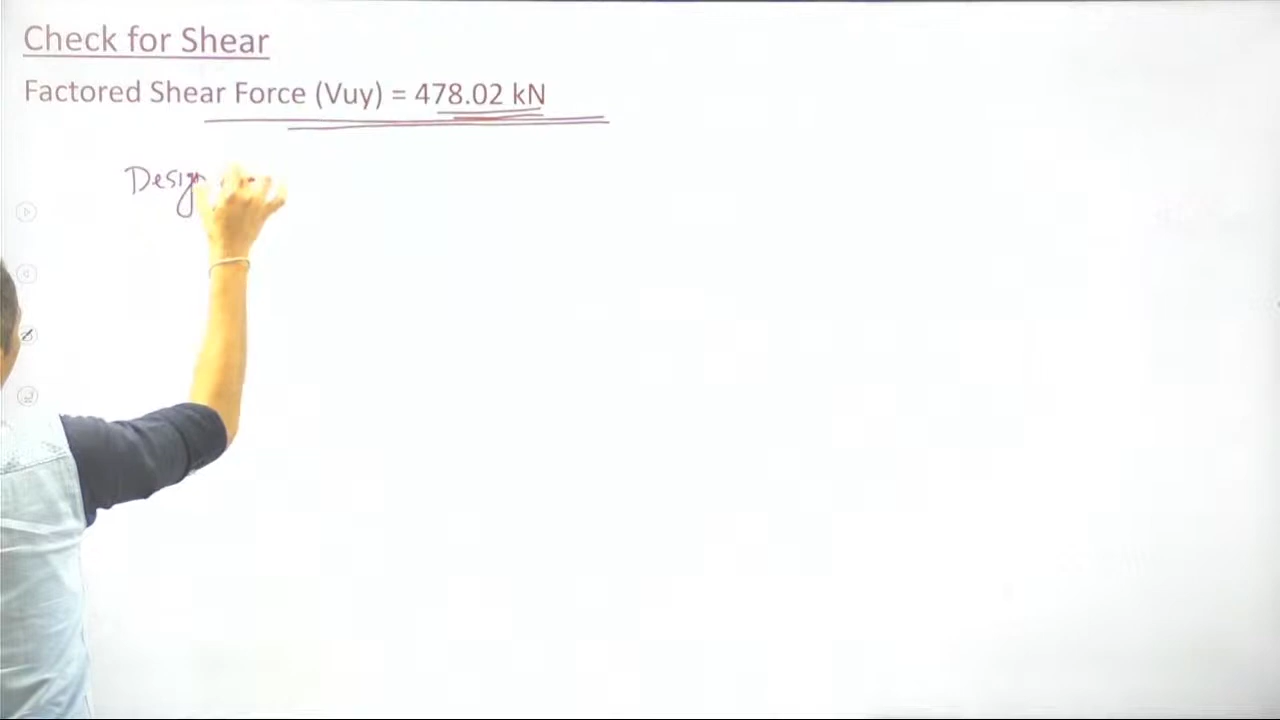 Check for Shear
Factored Shear Force (Vuy) = 478.02 kN
Design